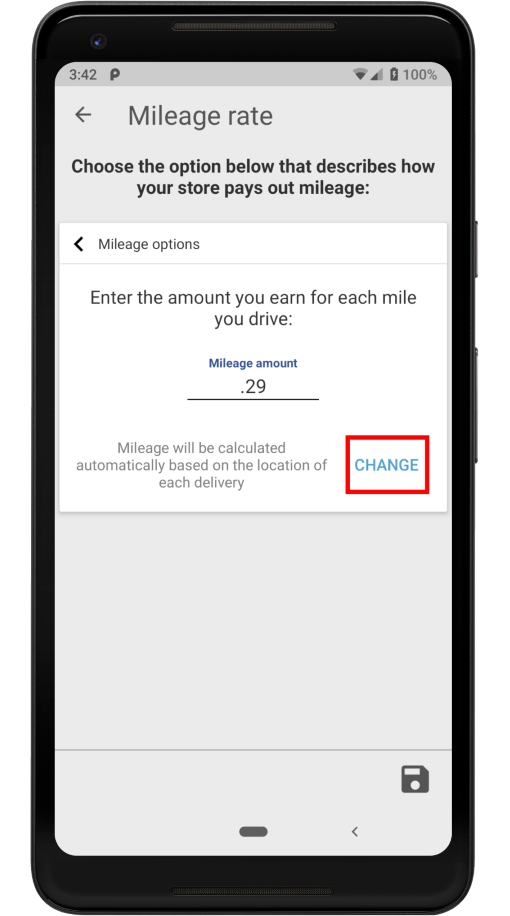 3:42 100%
Mileage rate
Choose the option below that describes how
your store pays out mileage:
Mileage options
Enter the amount you earn for each mile
you drive:
Mileage amount
.29
Mileage will be calculated
automatically based on the location of
each delivery
CHANGE